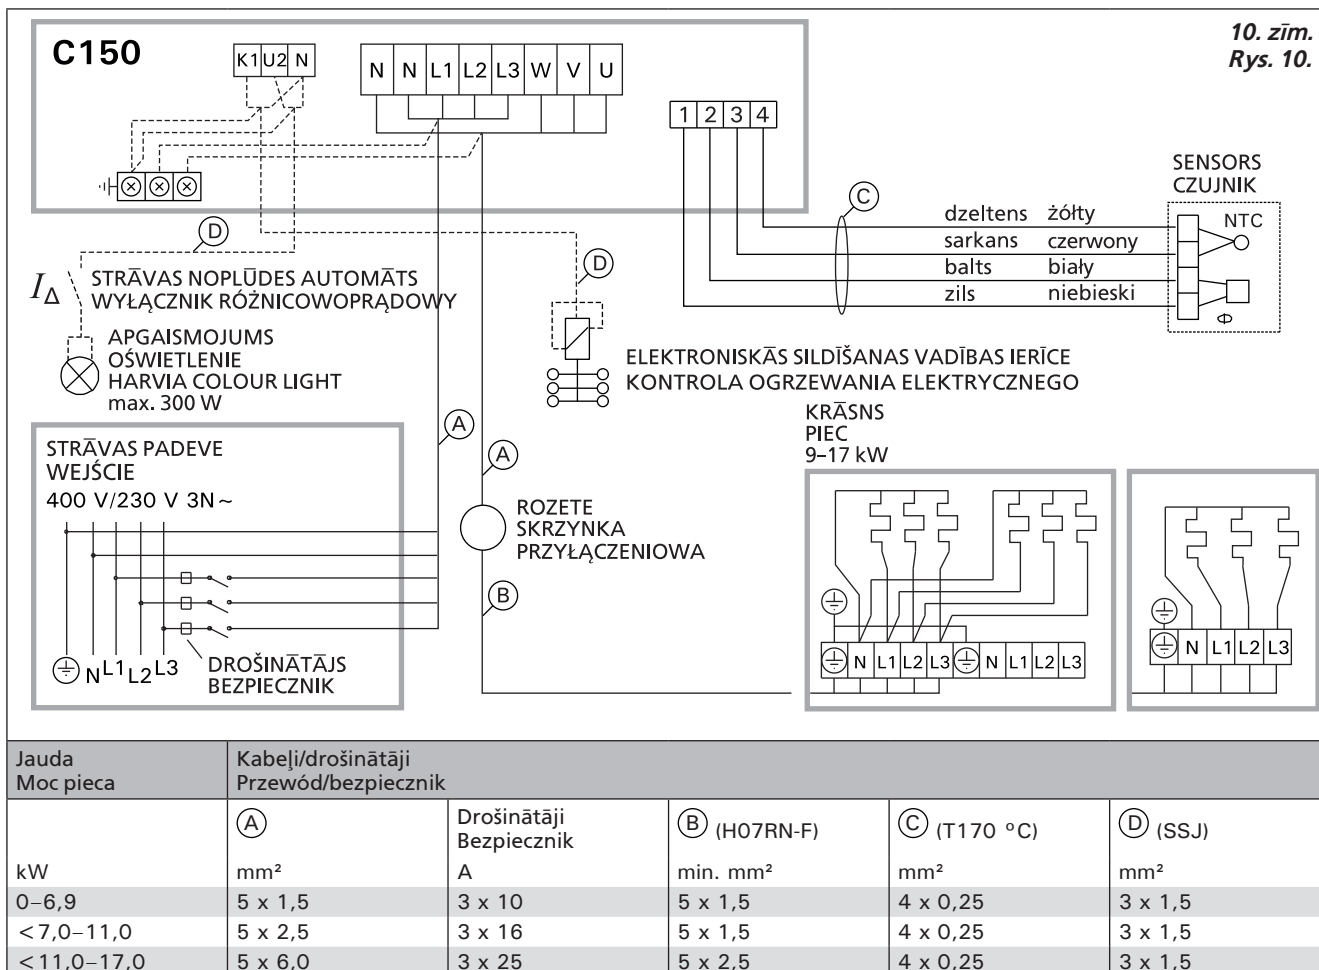 10. zīm.
Rys. 10.
C150
K1 U2 N
N N L1 L2 L3 W V U
1 2 3 4
SENSORS
CZUJNIK
NTC
C
dzeltens żółty
sarkans czerwony
balts biały
zils niebieski
Φ
D
D
I∆
STRĀVAS NOPLŪDES AUTOMĀTS
WYŁĄCZNIK RÓŻNICOWOPRĄDOWY
APGAISMOJUMS
OŚWIETLENIE
HARVIA COLOUR LIGHT
max. 300 W
ELEKTRONISKĀS SILDĪŠANAS VADĪBAS IERĪCE
KONTROLA OGRZEWANIA ELEKTRYCZNEGO
KRĀSNS
PIEC
9–17 kW
A
A
STRĀVAS PADEVE
WEJŚCIE
400 V/230 V 3N~
ROZETE
SKRZYNKA
PRZYŁĄCZENIOWA
B
N L1 L2 L3
DROŠINĀTĀJS
BEZPIECZNIK
N L1 L2 L3 N L1 L2 L3
N L1 L2 L3
Jauda
Moc pieca
Kabeļi/drošinātāji
Przewód/bezpiecznik
A
Drošinātāji
Bezpiecznik
B (H07RN-F)
C (T170 °C)
D (SSJ)
kW mm² A min. mm² mm² mm²
0–6,9 5 x 1,5 3 x 10 5 x 1,5 4 x 0,25 3 x 1,5
<7,0–11,0 5 x 2,5 3 x 16 5 x 1,5 4 x 0,25 3 x 1,5
<11,0–17,0 5 x 6,0 3 x 25 5 x 2,5 4 x 0,25 3 x 1,5